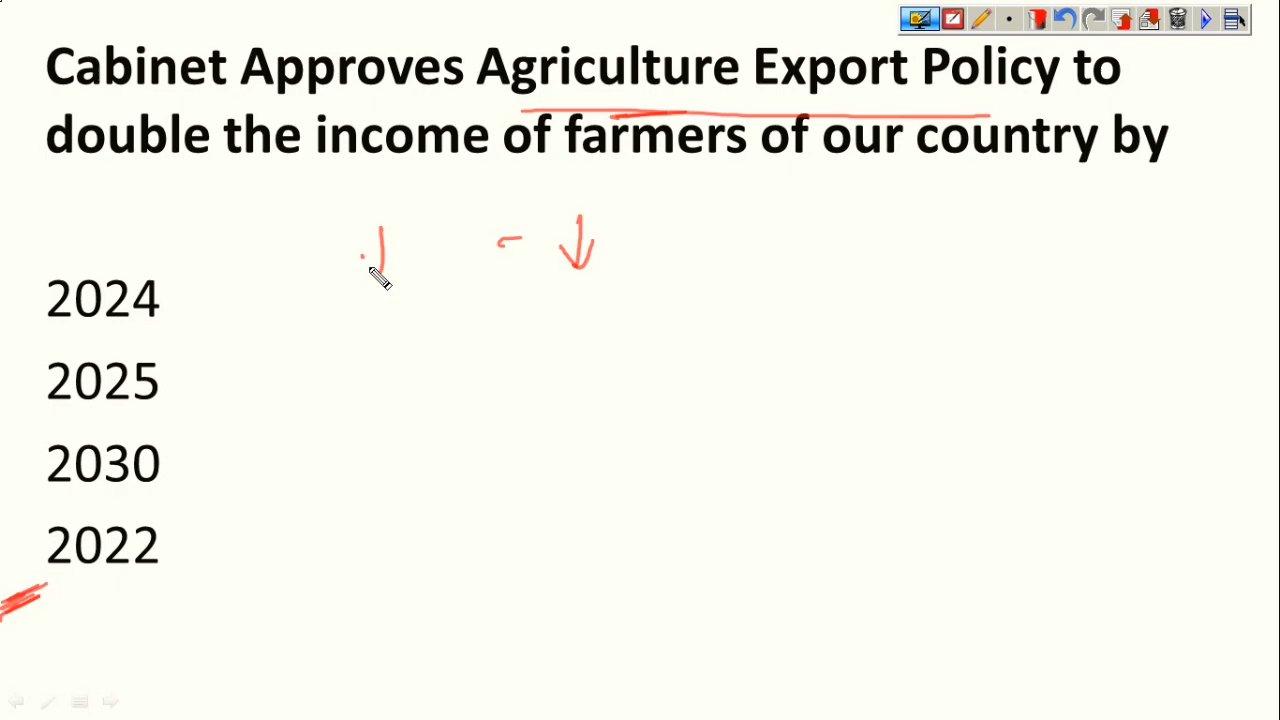 Cabinet Approves Agriculture Export Policy to
double the income of farmers of our country by
2024
2025
2030
2022